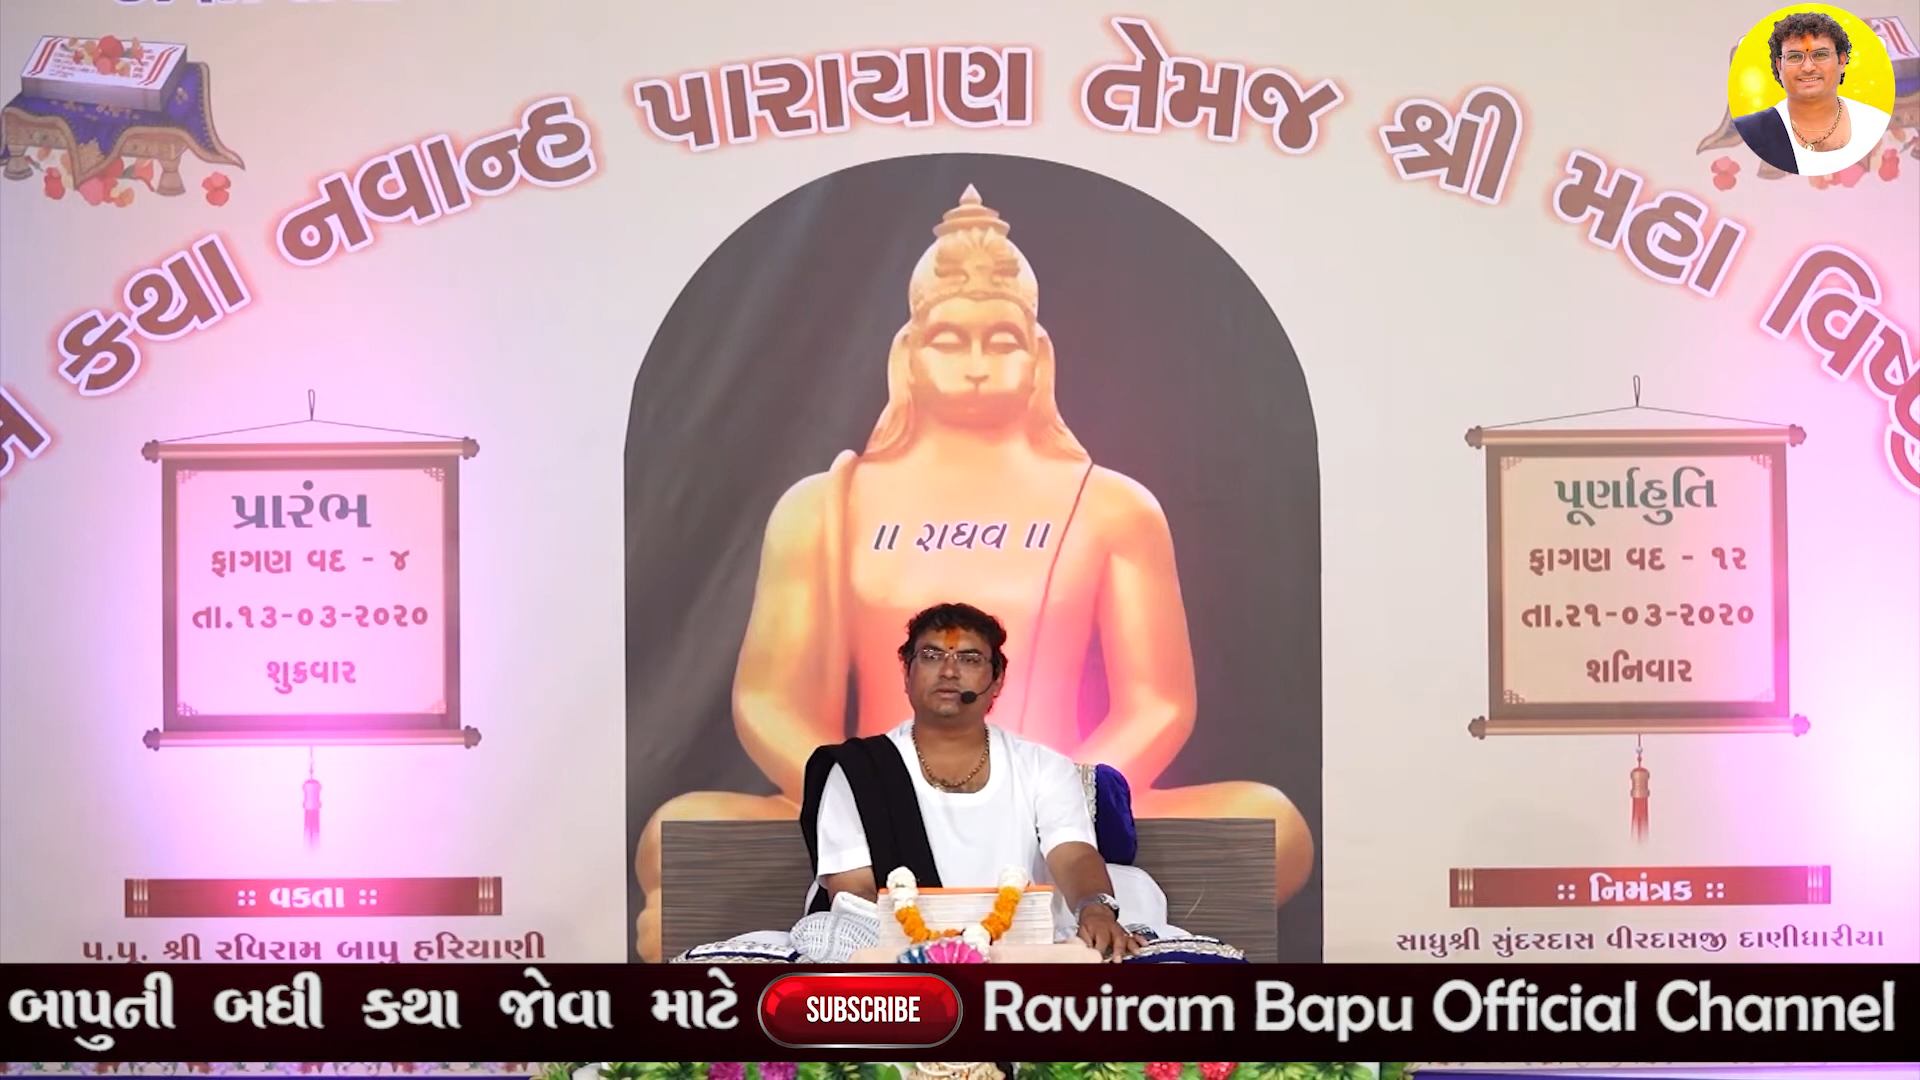 કથા નવાન્હ પારાયણ તેમજ શ્રી મહા
પ્રારંભ
ફાગણ વદ - ૪
તા.૧૩-૦૩-૨૦૨૦
શુક્રવાર
।। રાઘવ ।।
પૂર્ણાહુતિ
ફાગણ વદ - ૧૨
તા.૨૧-૦૩-૨૦૨૦
શનિવાર
:: વકતા ::
પ.પૂ. શ્રી રવિરામ બાપુ હરિયાણી
:: નિમંત્રક ::
સાધુશ્રી સુંદરદાસ વીરદાસજી દાણીધારીયા
બાપુની બધી કથા જોવા માટે SUBSCRIBE Raviram Bapu Official Channel